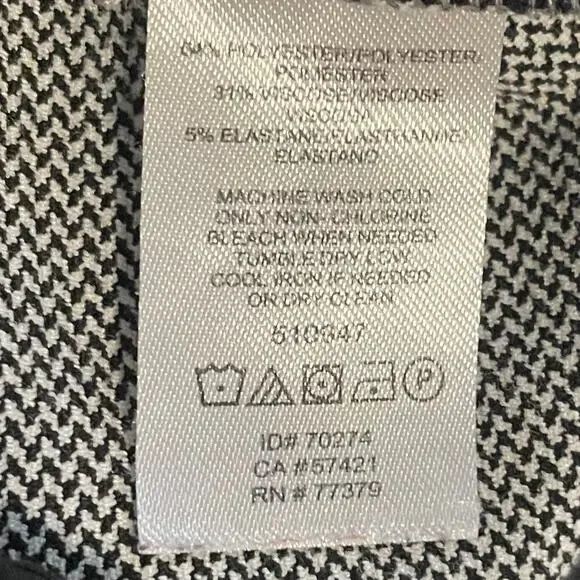 64% POLYESTER/POLYESTER/
POLIESTER
31% VISCOSE/VISCOSE
VISCOSA
5% ELASTANE/ELASTHANNE/
ELASTANO
MACHINE WASH COLD
ONLY NON- CHLORINE
BLEACH WHEN NEEDED
TUMBLE DRY LOW
COOL IRON IF NEEDED
OR DRY CLEAN
510947
P
ID# 70274
CA #57421
RN # 77379